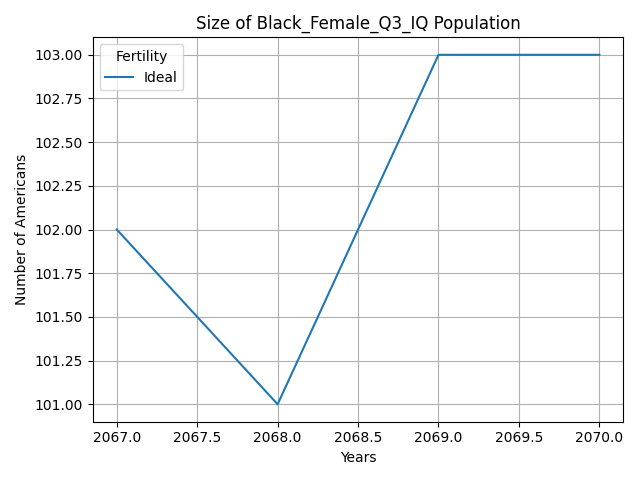 Size of Black_Female_Q3_IQ Population
Fertility
Ideal
Number of Americans
103.00
102.75
102.50
102.25
102.00
101.75
101.50
101.25
101.00
2067.0 2067.5 2068.0 2068.5 2069.0 2069.5 2070.0
Years